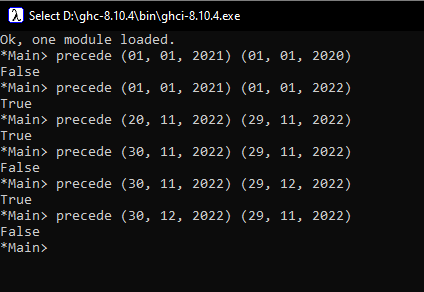 Select D:\ghc-8.10.4\bin\ghci-8.10.4.exe
Ok, one module loaded.
*Main> precede (01, 01, 2021) (01, 01, 2020)
False
*Main> precede (01, 01, 2021) (01, 01, 2022)
True
*Main> precede (20, 11, 2022) (29, 11, 2022)
True
*Main> precede (30, 11, 2022) (29, 11, 2022)
False
*Main> precede (30, 11, 2022) (29, 12, 2022)
True
*Main> precede (30, 12, 2022) (29, 11, 2022)
False
*Main>